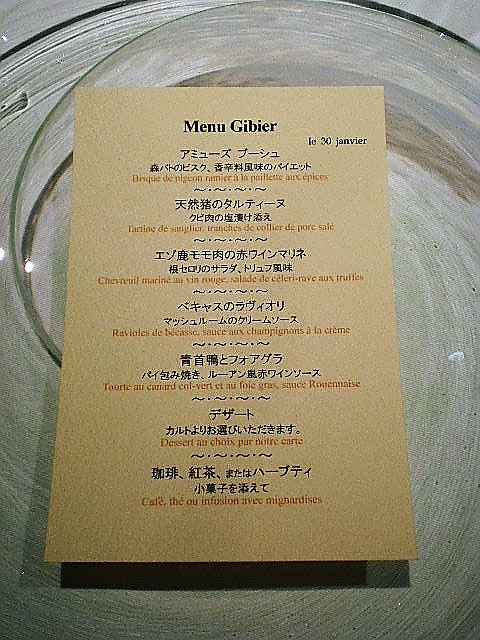 Menu Gibier
le 30 janvier
アミューズ ブーシュ
森バトのビスク、香辛料風味のパイエット
Bisque de pigeon ramier à la paillette aux épices
～・～・～・～
天然猪のタルティーヌ
クビ肉の塩漬け添え
Tartine de sanglier, tranches de collier de porc salé
～・～・～・～
エゾ鹿モモ肉の赤ワインマリネ
根セロリのサラダ、トリュフ風味
Chevreuil mariné au vin rouge, salade de céleri-rave aux truffes
～・～・～・～
ベキャスのラヴィオリ
マッシュルームのクリームソース
Ravioles de bécasse, sauce aux champignons à la crème
～・～・～・～
青首鴨とフォアグラ
パイ包み焼き、ルーアン風赤ワインソース
Tourte au canard col-vert et au foie gras, sauce Rouennaise
～・～・～・～
デザート
カルトよりお選びいただきます。
Dessert au choix par notre carte
～・～・～・～
珈琲、紅茶、またはハーブティ
小菓子を添えて
Café, thé ou infusion avec mignardises